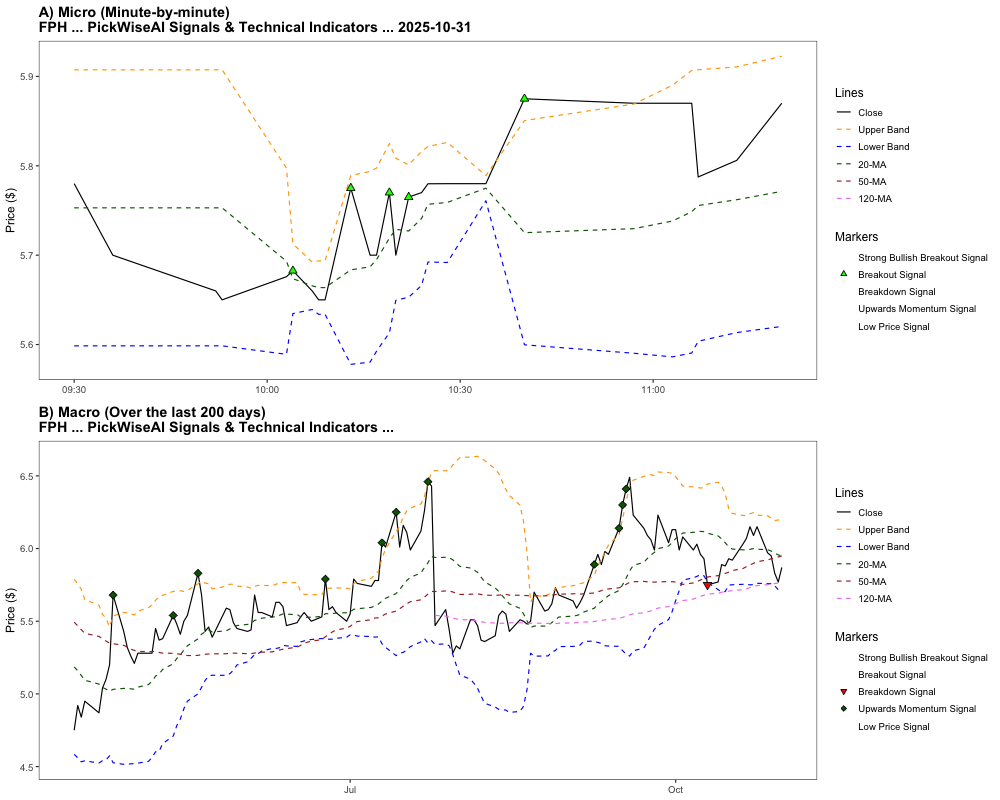 A) Micro (Minute-by-minute)
FPH ... PickWiseAI Signals & Technical Indicators ... 2025-10-31
Price ($)
5.9
5.8
5.7
5.6
09:30
10:00
10:30
11:00
Lines
Close
Upper Band
Lower Band
20-MA
50-MA
120-MA
Markers
Strong Bullish Breakout Signal
Breakout Signal
Breakdown Signal
Upwards Momentum Signal
Low Price Signal
B) Macro (Over the last 200 days)
FPH ... PickWiseAI Signals & Technical Indicators ...
Price ($)
6.5
6.0
5.5
5.0
4.5
Jul
Oct
Lines
Close
Upper Band
Lower Band
20-MA
50-MA
120-MA
Markers
Strong Bullish Breakout Signal
Breakout Signal
Breakdown Signal
Upwards Momentum Signal
Low Price Signal